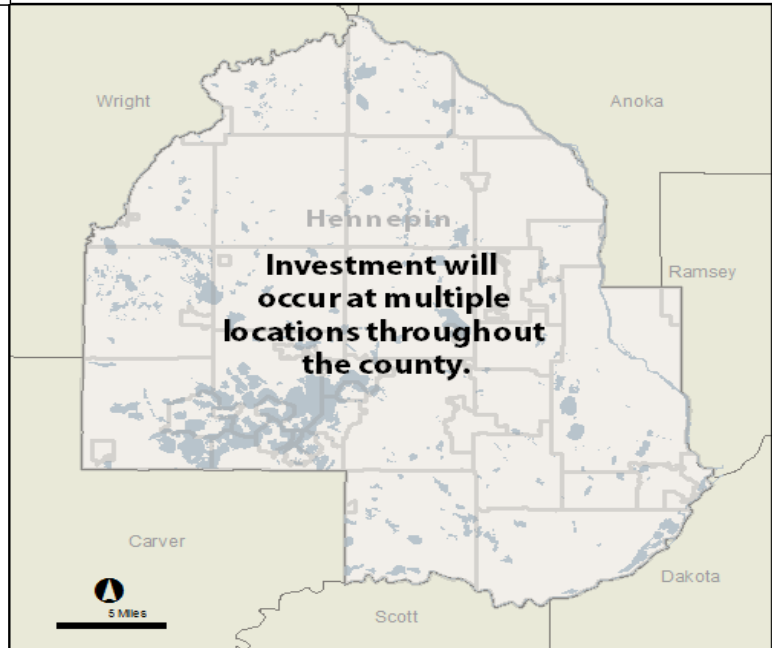 Wright
Anoka
Hennepin
Investment will
occur at multiple
locations throughout
the county.
Ramsey
Carver
Dakota
5 Miles
Scott